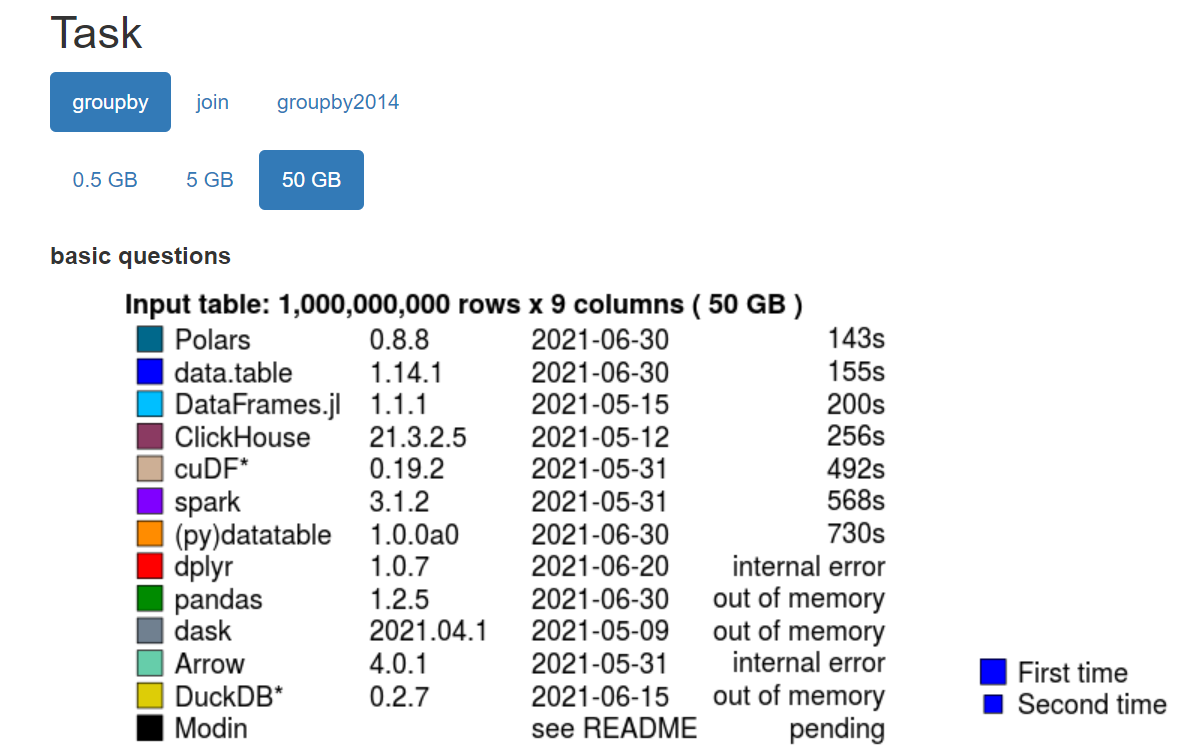 Task
groupby join groupby2014
0.5 GB 5 GB 50 GB
basic questions
Input table: 1,000,000,000 rows x 9 columns ( 50 GB )
Polars 0.8.8 2021-06-30 143s
data.table 1.14.1 2021-06-30 155s
DataFrames.jl 1.1.1 2021-05-15 200s
ClickHouse 21.3.2.5 2021-05-12 256s
cuDF* 0.19.2 2021-05-31 492s
spark 3.1.2 2021-05-31 568s
(py)datatable 1.0.0a0 2021-06-30 730s
dplyr 1.0.7 2021-06-20 internal error
pandas 1.2.5 2021-06-30 out of memory
dask 2021.04.1 2021-05-09 out of memory
Arrow 4.0.1 2021-05-31 internal error
DuckDB* 0.2.7 2021-06-15 out of memory
Modin see README pending
First time
Second time